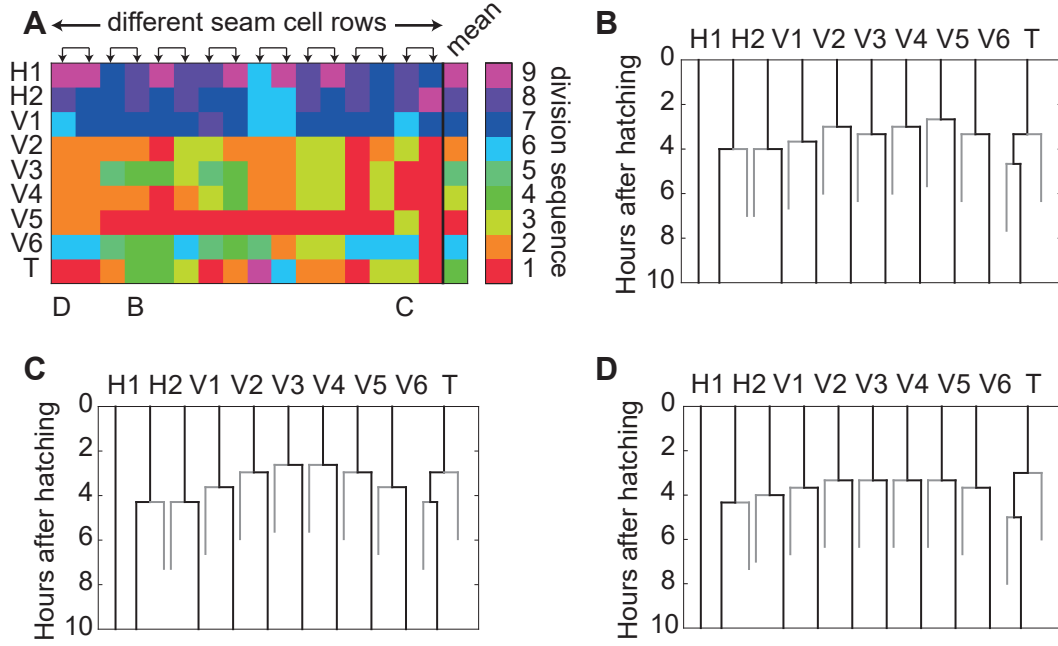 A
different seam cell rows
mean
H1
H2
V1
V2
V3
V4
V5
V6
T
9
8
7
6
5
4
3
2
1
division sequence
D B C
B
H1 H2 V1 V2 V3 V4 V5 V6 T
0
2
4
6
8
10
Hours after hatching
C
H1 H2 V1 V2 V3 V4 V5 V6 T
0
2
4
6
8
10
Hours after hatching
D
H1 H2 V1 V2 V3 V4 V5 V6 T
0
2
4
6
8
10
Hours after hatching